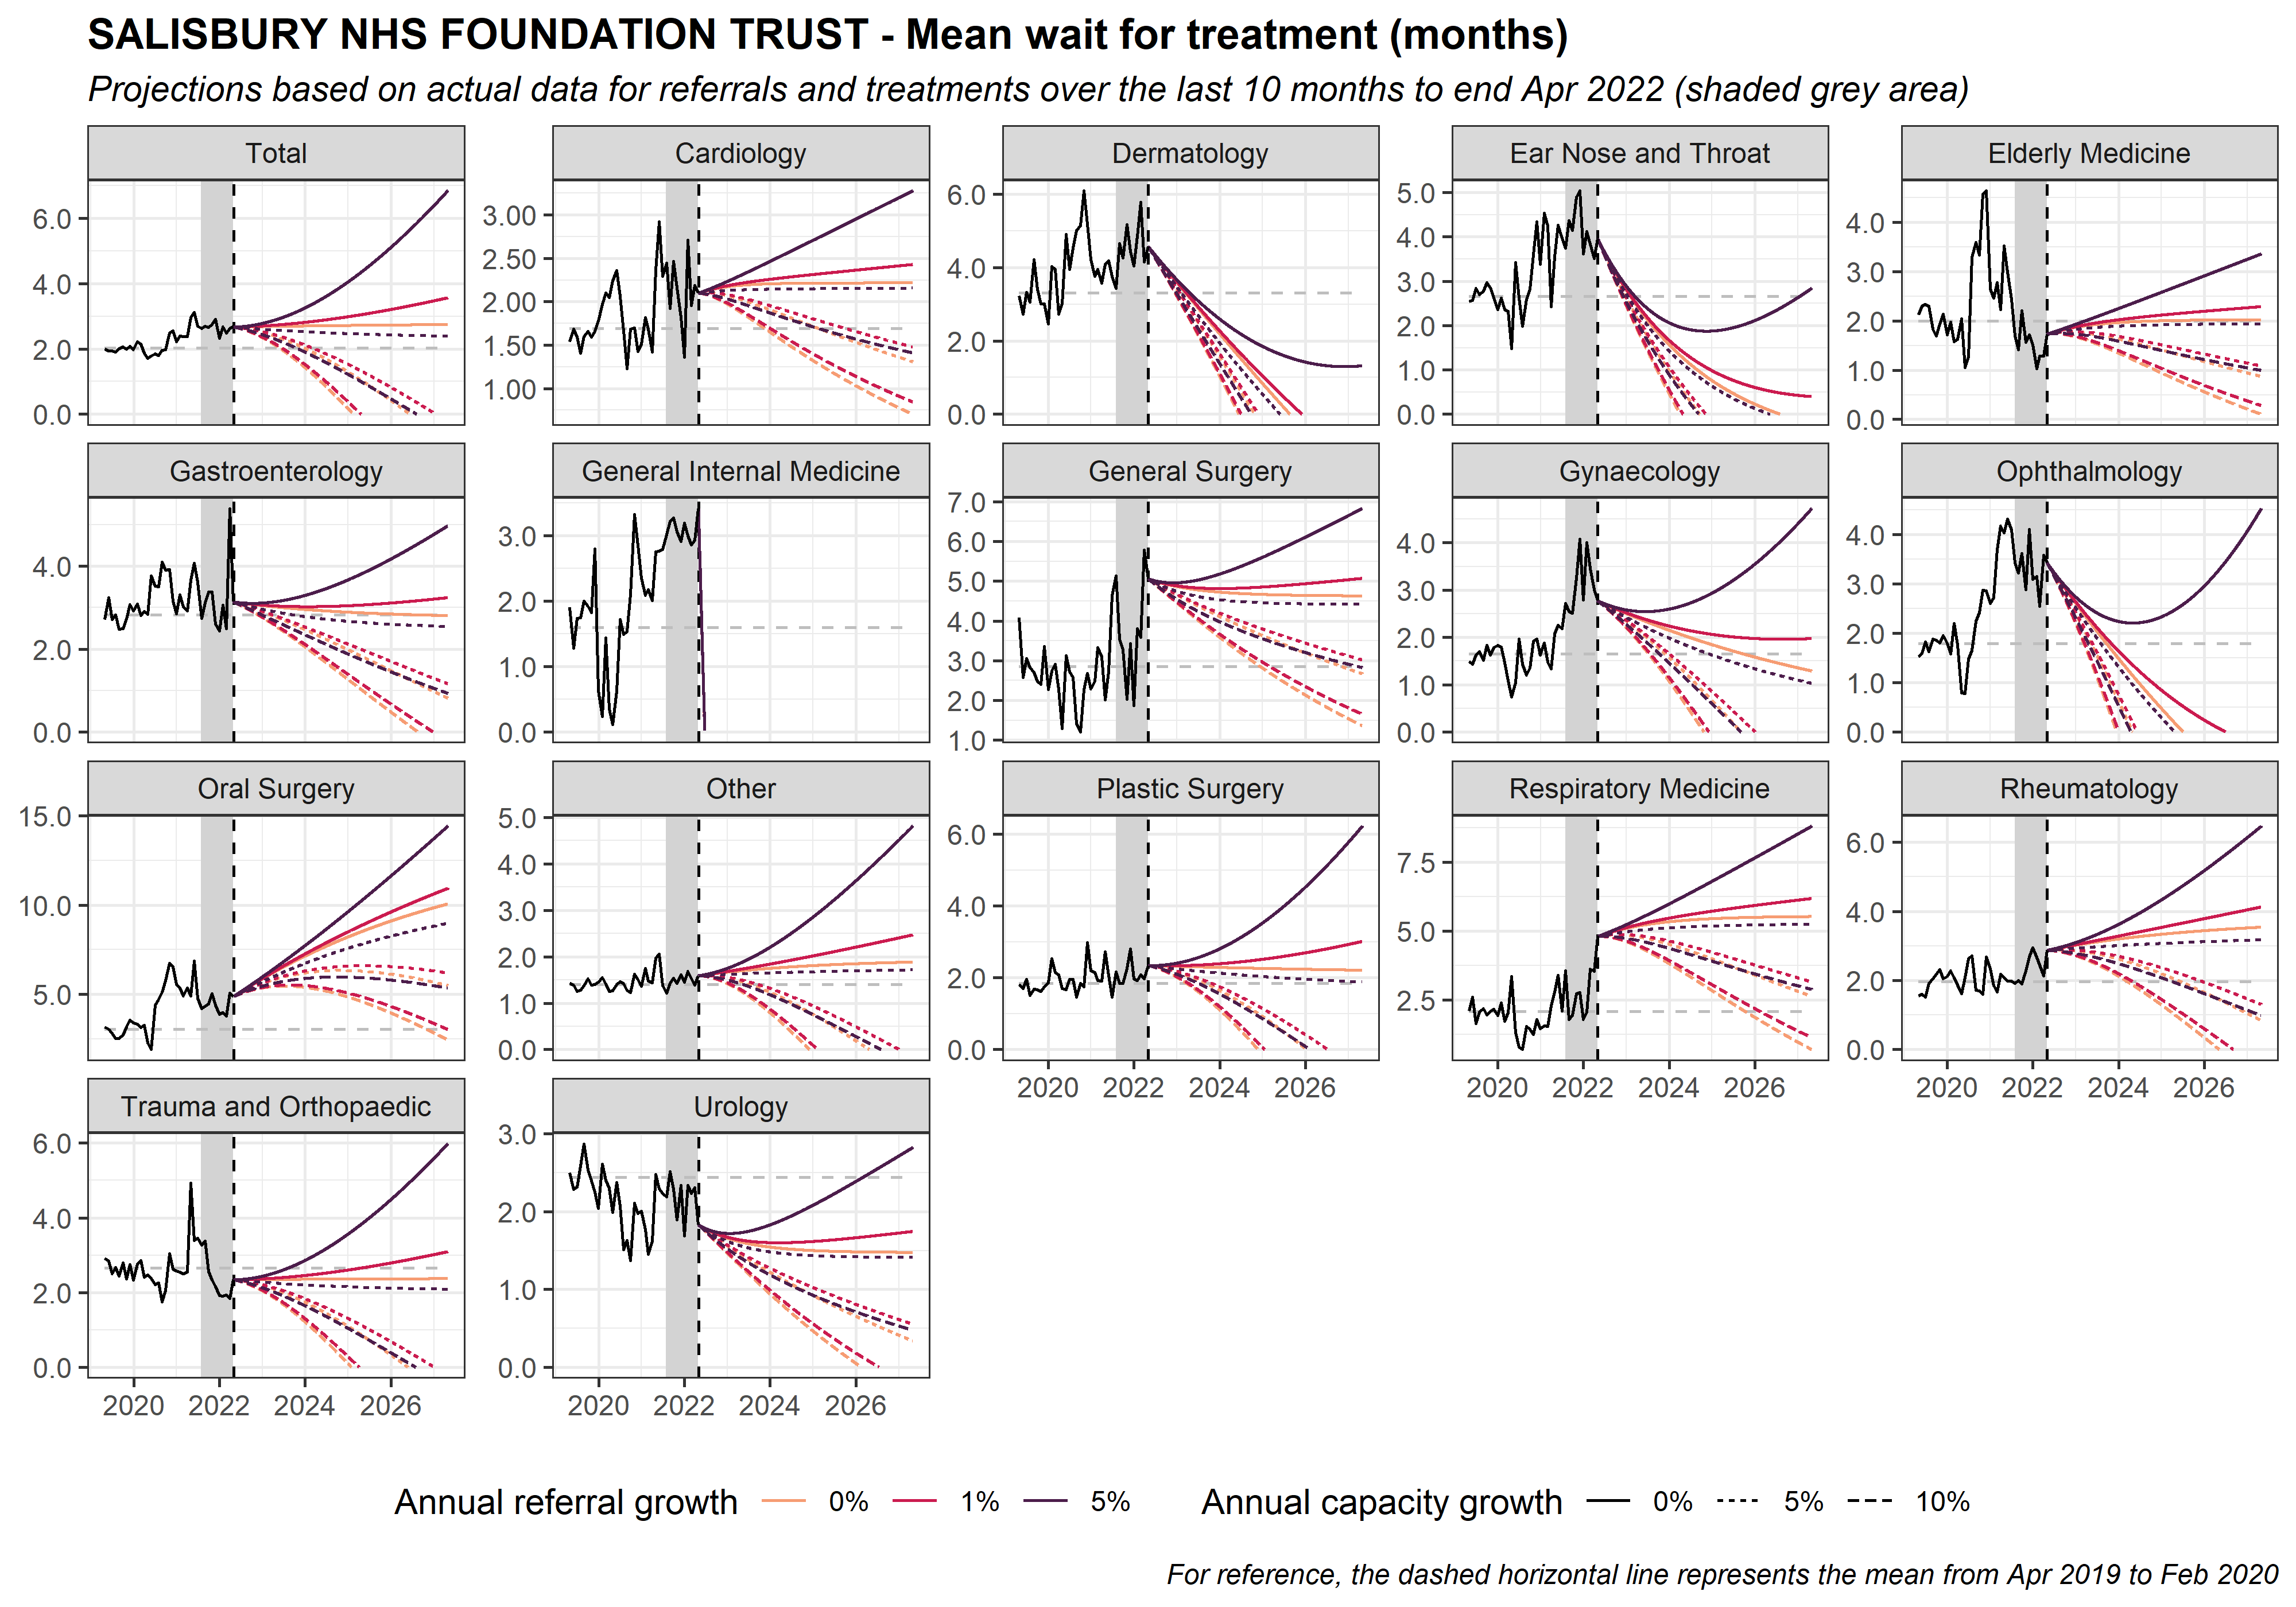 SALISBURY NHS FOUNDATION TRUST - Mean wait for treatment (months)
Projections based on actual data for referrals and treatments over the last 10 months to end Apr 2022 (shaded grey area)
Total
Cardiology
Dermatology
Ear Nose and Throat
Elderly Medicine
6.0
4.0
2.0
0.0
3.00
2.50
2.00
1.50
1.00
6.0
4.0
2.0
0.0
5.0
4.0
3.0
2.0
1.0
0.0
4.0
3.0
2.0
1.0
0.0
Gastroenterology
General Internal Medicine
General Surgery
Gynaecology
Ophthalmology
4.0
2.0
0.0
3.0
2.0
1.0
0.0
7.0
6.0
5.0
4.0
3.0
2.0
1.0
4.0
3.0
2.0
1.0
0.0
4.0
3.0
2.0
1.0
0.0
Oral Surgery
Other
Plastic Surgery
Respiratory Medicine
Rheumatology
15.0
10.0
5.0
5.0
4.0
3.0
2.0
1.0
0.0
6.0
4.0
2.0
0.0
7.5
5.0
2.5
6.0
4.0
2.0
0.0
2020 2022 2024 2026
2020 2022 2024 2026
2020 2022 2024 2026
Trauma and Orthopaedic
Urology
6.0
4.0
2.0
0.0
3.0
2.0
1.0
0.0
2020 2022 2024 2026
2020 2022 2024 2026
Annual referral growth 0% 1% 5%
Annual capacity growth 0% 5% 10%
For reference, the dashed horizontal line represents the mean from Apr 2019 to Feb 2020